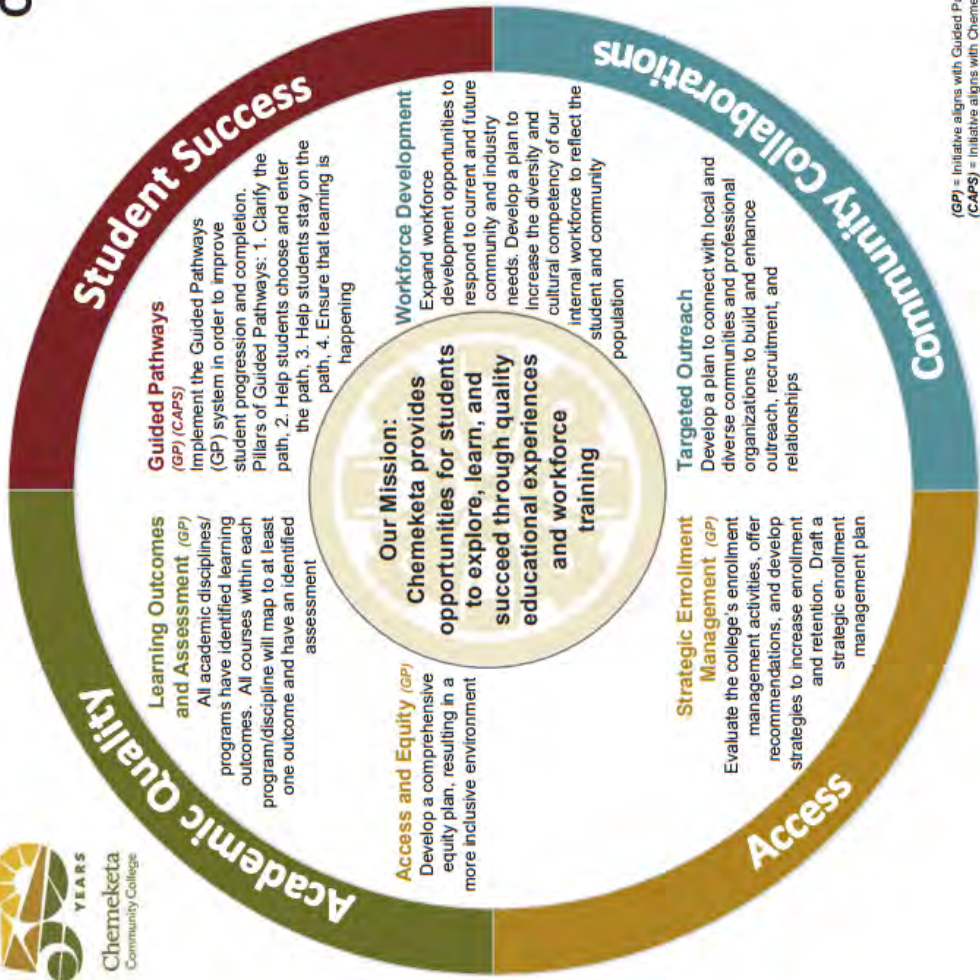 YEARS
Chemeketa
Community College
Academic Quality
Student Success
Learning Outcomes
and Assessment (GP)
All academic disciplines/
programs have identified learning
outcomes. All courses within each
program/discipline will map to at least
one outcome and have an identified
assessment
Guided Pathways
(GP) (CAPS)
Implement the Guided Pathways
(GP) system in order to improve
student progression and completion.
Pillars of Guided Pathways: 1. Clarify the
path, 2. Help students choose and enter
the path, 3. Help students stay on the
path, 4. Ensure that learning is
happening
Access and Equity (GP)
Develop a comprehensive
equity plan, resulting in a
more inclusive environment
Our Mission:
Chemeketa provides
opportunities for students
to explore, learn, and
succeed through quality
educational experiences
and workforce
training
Workforce Development
Expand workforce
development opportunities to
respond to current and future
community and industry
needs. Develop a plan to
Increase the diversity and
cultural competency of our
internal workforce to reflect the
student and community
population
Strategic Enrollment
Management (GP)
Evaluate the college's enrollment
management activities, offer
recommendations, and develop
strategies to increase enrollment
and retention. Draft a
strategic enrollment
management plan
Targeted Outreach
Develop a plan to connect with local and
diverse communities and professional
organizations to build and enhance
outreach, recruitment, and
relationships
Access
Community Collaborations
(GP) = Initiative aligns with Guided
(CAPS) = Initiative aligns with